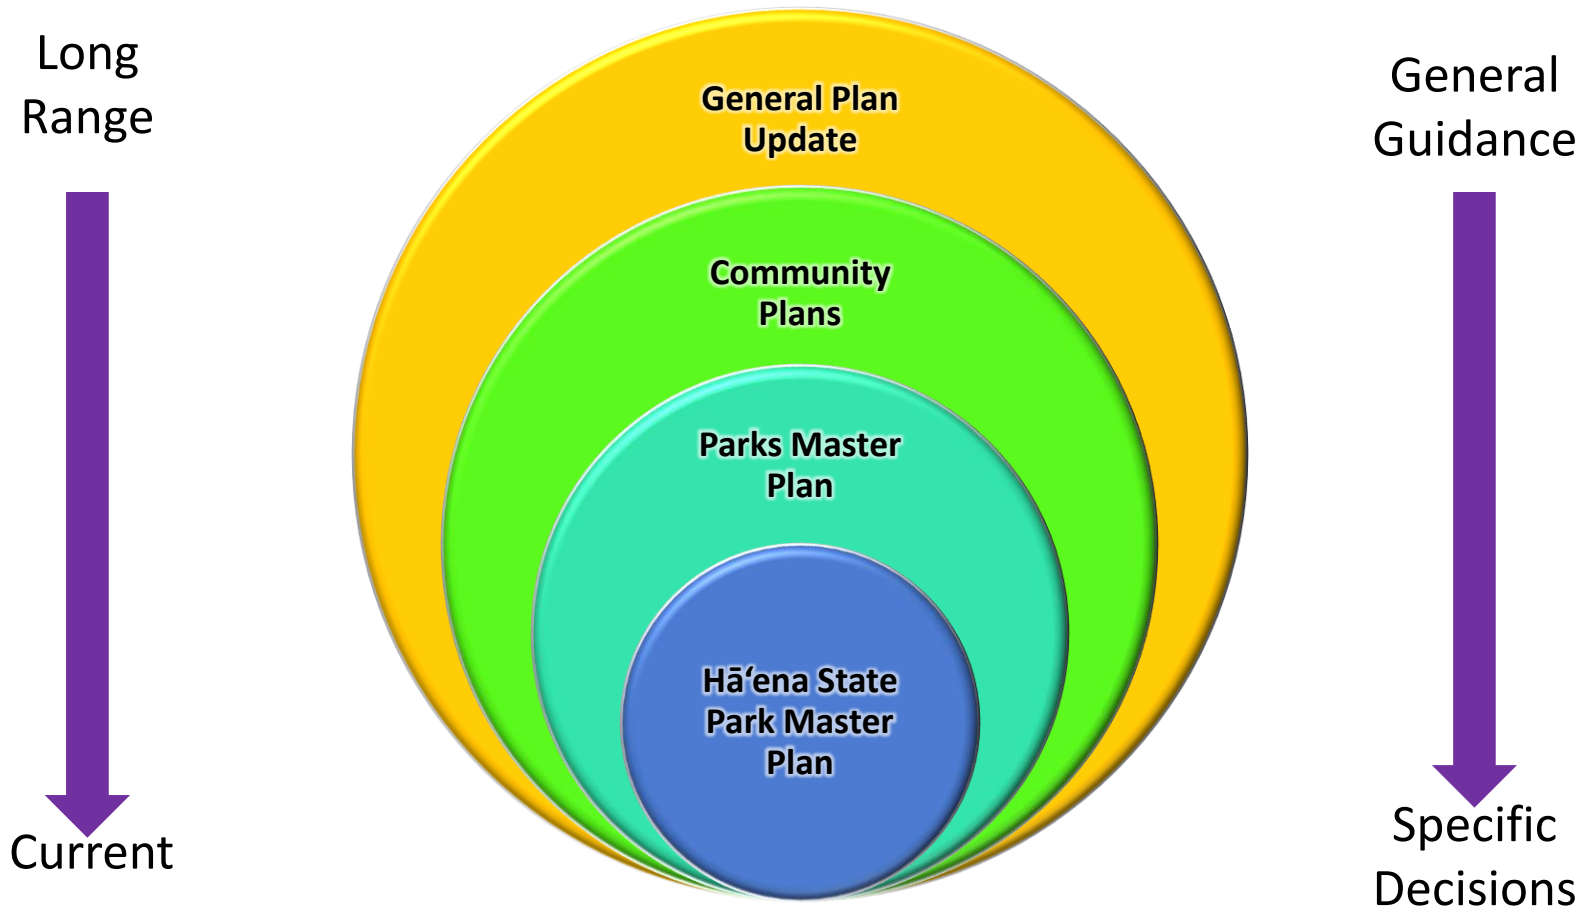 Long
Range
General
Guidance
General Plan
Update
Community
Plans
Parks Master
Plan
Hāʻena State
Park Master
Plan
Current
Specific
Decisions